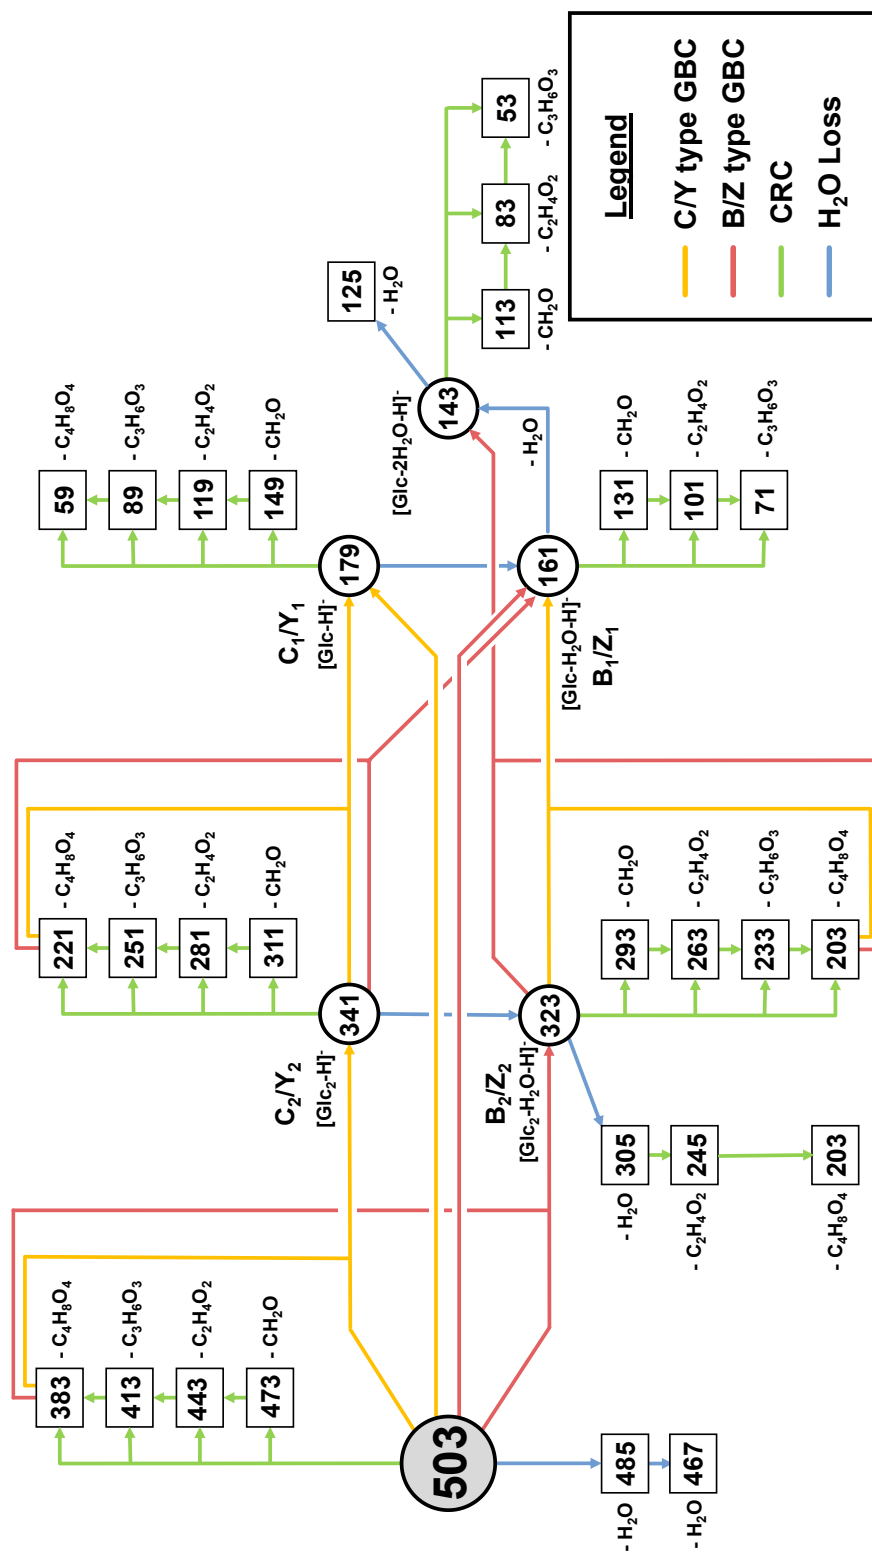 503
473
- CH₂O
443
- C₂H₄O₂
413
- C₃H₆O₃
383
- C₄H₈O₄
485
- H₂O
467
- H₂O
C₂/Y₂
[Glc₂-H]⁻
341
311
- CH₂O
281
- C₂H₄O₂
251
- C₃H₆O₃
221
- C₄H₈O₄
B₂/Z₂
[Glc₂-H₂O-H]⁻
323
293
- CH₂O
263
- C₂H₄O₂
233
- C₃H₆O₃
203
- C₄H₈O₄
305
- H₂O
245
- C₂H₄O₂
203
- C₄H₈O₄
C₁/Y₁
[Glc-H]⁻
179
149
- CH₂O
119
- C₂H₄O₂
89
- C₃H₆O₃
59
- C₄H₈O₄
[Glc-H₂O-H]⁻
B₁/Z₁
161
131
- CH₂O
101
- C₂H₄O₂
71
- C₃H₆O₃
- H₂O
[Glc-2H₂O-H]⁻
143
125
- H₂O
113
- CH₂O
83
- C₂H₄O₂
53
- C₃H₆O₃
Legend
C/Y type GBC
B/Z type GBC
CRC
H₂O Loss